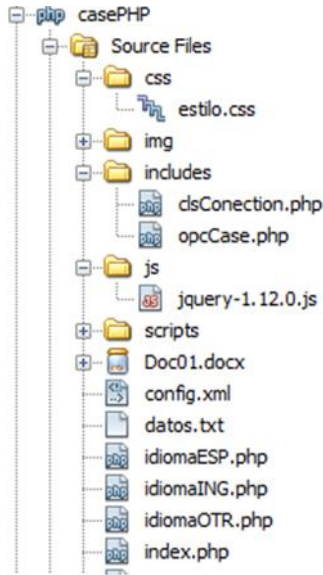 casePHP
Source Files
css
estilo.css
img
includes
clsConection.php
opcCase.php
js
jquery-1.12.0.js
scripts
Doc01.docx
config.xml
datos.txt
idiomaESP.php
idiomaING.php
idiomaOTR.php
index.php